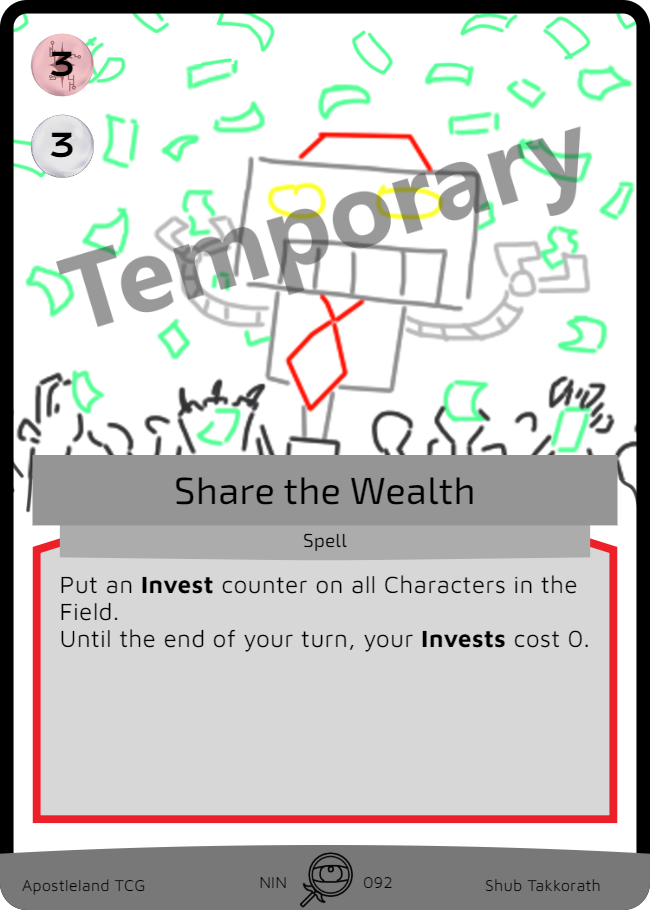 3
3
Temporary
Share the Wealth
Spell
Put an Invest counter on all Characters in the
Field.
Until the end of your turn, your Invests cost 0.
Apostleland TCG
NIN 092
Shub Takkorath